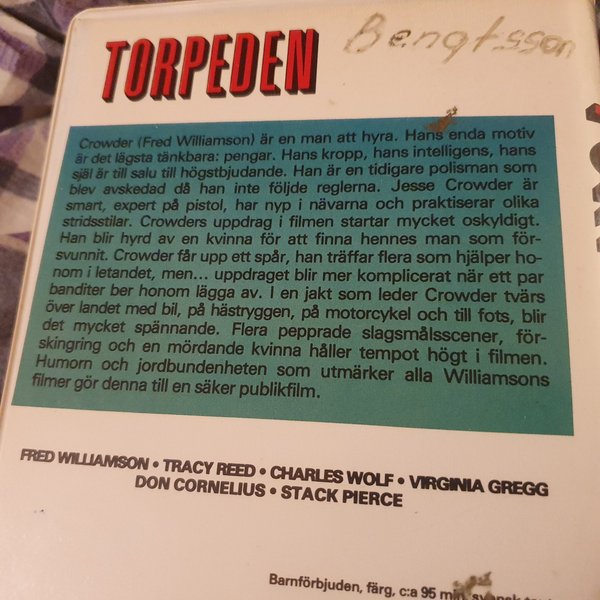 TORPEDEN
Bengtsson
Crowder (Fred Williamson) är en man att hyra. Hans enda motiv
är det lägsta tänkbara: pengar. Hans kropp, hans intelligens, hans
själ är till salu till högstbjudande. Han är en tidigare polisman som
blev avskedad då han inte följde reglerna. Jesse Crowder är
smart, expert på pistol, har nyp i nävarna och praktiserar olika
stridsstilar. Crowders uppdrag i filmen startar mycket oskyldigt.
Han blir hyrd av en kvinna för att finna hennes man som för-
svunnit. Crowder får upp ett spår, han träffar flera som hjälper ho-
nom i letandet, men... uppdraget blir mer komplicerat när ett par
banditer ber honom lägga av. I en jakt som leder Crowder tvärs
över landet med bil, på hästryggen, på motorcykel och till fots, blir
det mycket spännande. Flera pepprade slagsmålsscener, för-
skingring och en mördande kvinna håller tempot högt i filmen.
Humorn och jordbundenheten som utmärker alla Williamsons
filmer gör denna till en säker publikfilm.
FRED WILLIAMSON • TRACY REED • CHARLES WOLF • VIRGINIA GREGG
DON CORNELIUS • STACK PIERCE
Barnförbjuden, färg, c:a 95 min, svensk